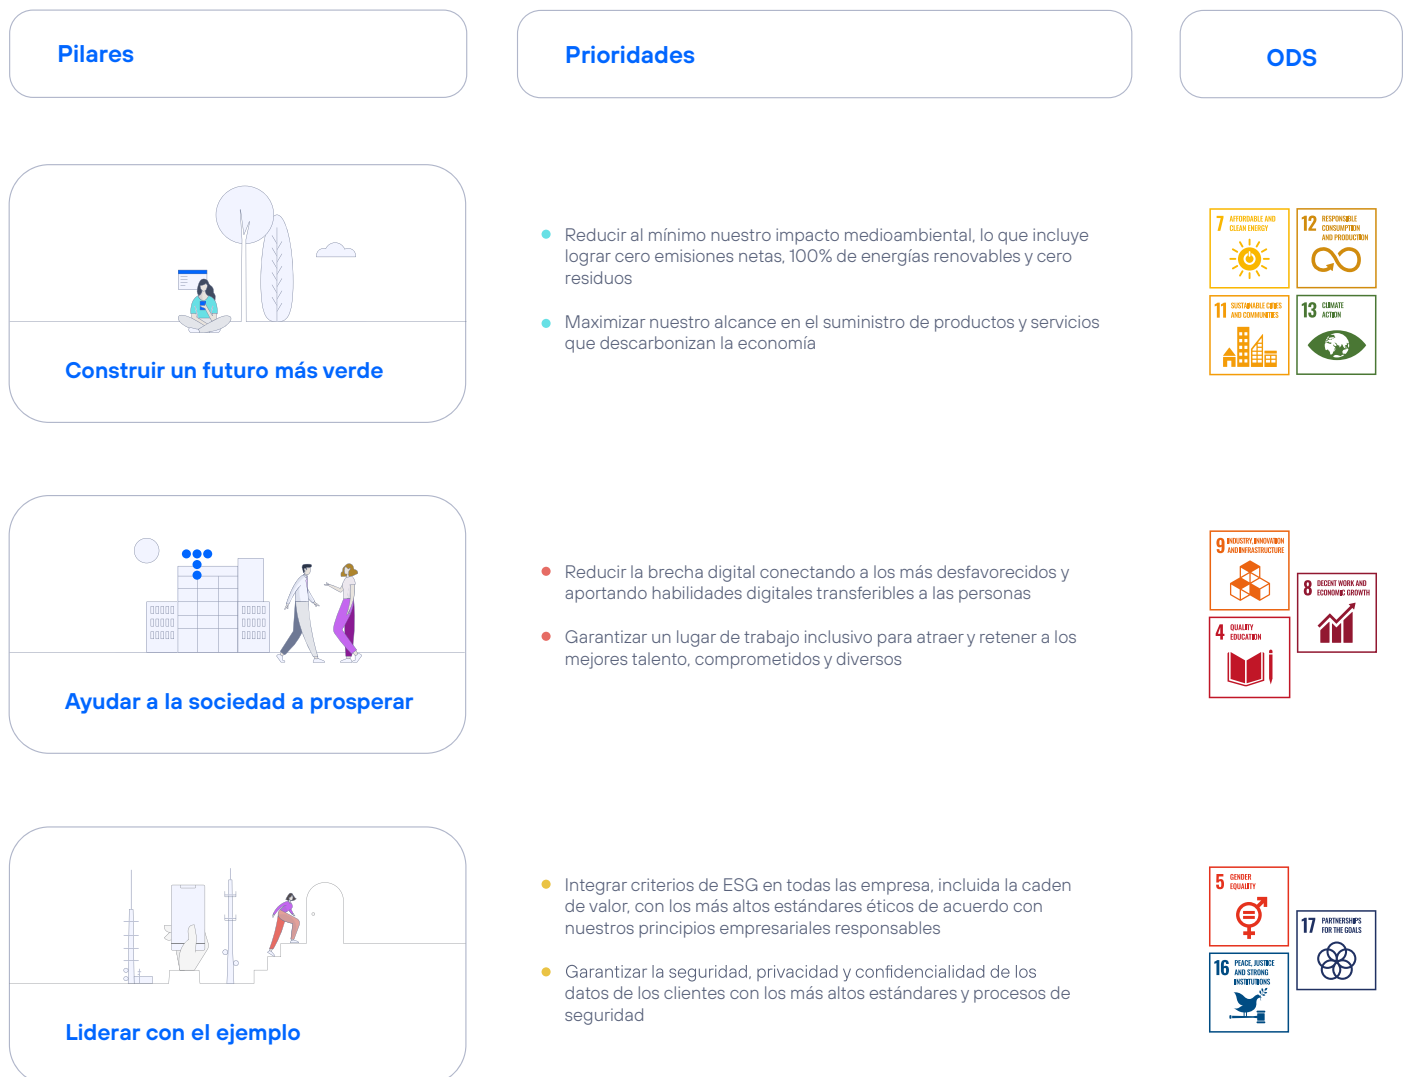 Pilares
Prioridades
ODS
Construir un futuro más verde
Reducir al mínimo nuestro impacto medioambiental, lo que incluye
lograr cero emisiones netas, 100% de energías renovables y cero
residuos
Maximizar nuestro alcance en el suministro de productos y servicios
que descarbonizan la economía
7 AFFORDABLE AND
CLEAN ENERGY
12 RESPONSIBLE
CONSUMPTION
AND PRODUCTION
11 SUSTAINABLE CITIES
AND COMMUNITIES
13 CLIMATE
ACTION
Ayudar a la sociedad a prosperar
Reducir la brecha digital conectando a los más desfavorecidos y
aportando habilidades digitales transferibles a las personas
Garantizar un lugar de trabajo inclusivo para atraer y retener a los
mejores talento, comprometidos y diversos
9 INDUSTRY, INNOVATION
AND INFRASTRUCTURE
8 DECENT WORK AND
ECONOMIC GROWTH
4 QUALITY
EDUCATION
Liderar con el ejemplo
Integrar criterios de ESG en todas las empresa, incluida la caden
de valor, con los más altos estándares éticos de acuerdo con
nuestros principios empresariales responsables
Garantizar la seguridad, privacidad y confidencialidad de los
datos de los clientes con los más altos estándares y procesos de
seguridad
5 GENDER
EQUALITY
17 PARTNERSHIPS
FOR THE GOALS
16 PEACE, JUSTICE
AND STRONG
INSTITUTIONS